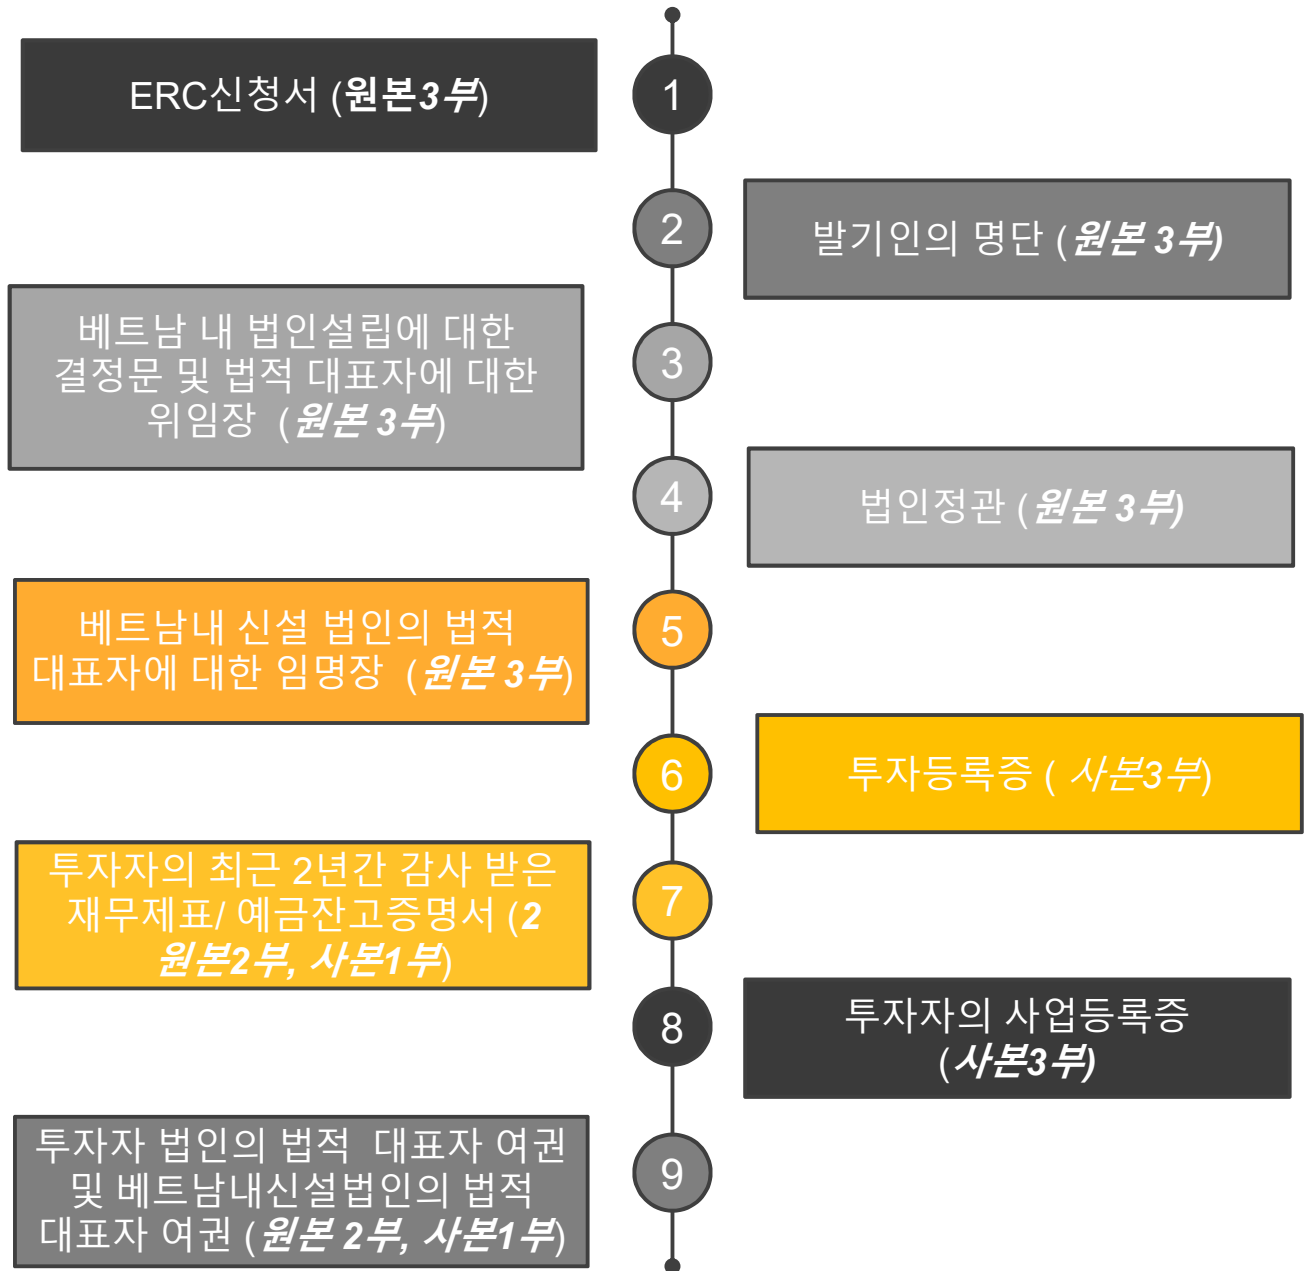 ERC신청서 (원본3부)
1
2
발기인의 명단 (원본 3부)
베트남 내 법인설립에 대한
결정문 및 법적 대표자에 대한
위임장 (원본 3부)
3
4
법인정관 (원본 3부)
베트남내 신설 법인의 법적
대표자에 대한 임명장 (원본 3부)
5
6
투자등록증 ( 사본3부)
투자자의 최근 2년간 감사 받은
재무제표/ 예금잔고증명서 (2
원본2부, 사본1부)
7
8
투자자의 사업등록증
(사본3부)
투자자 법인의 법적 대표자 여권
및 베트남내신설법인의 법적
대표자 여권 (원본 2부, 사본1부)
9